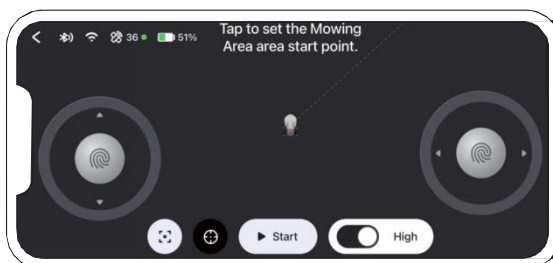 36 51%
Tap to set the Mowing
Area area start point.
Start High